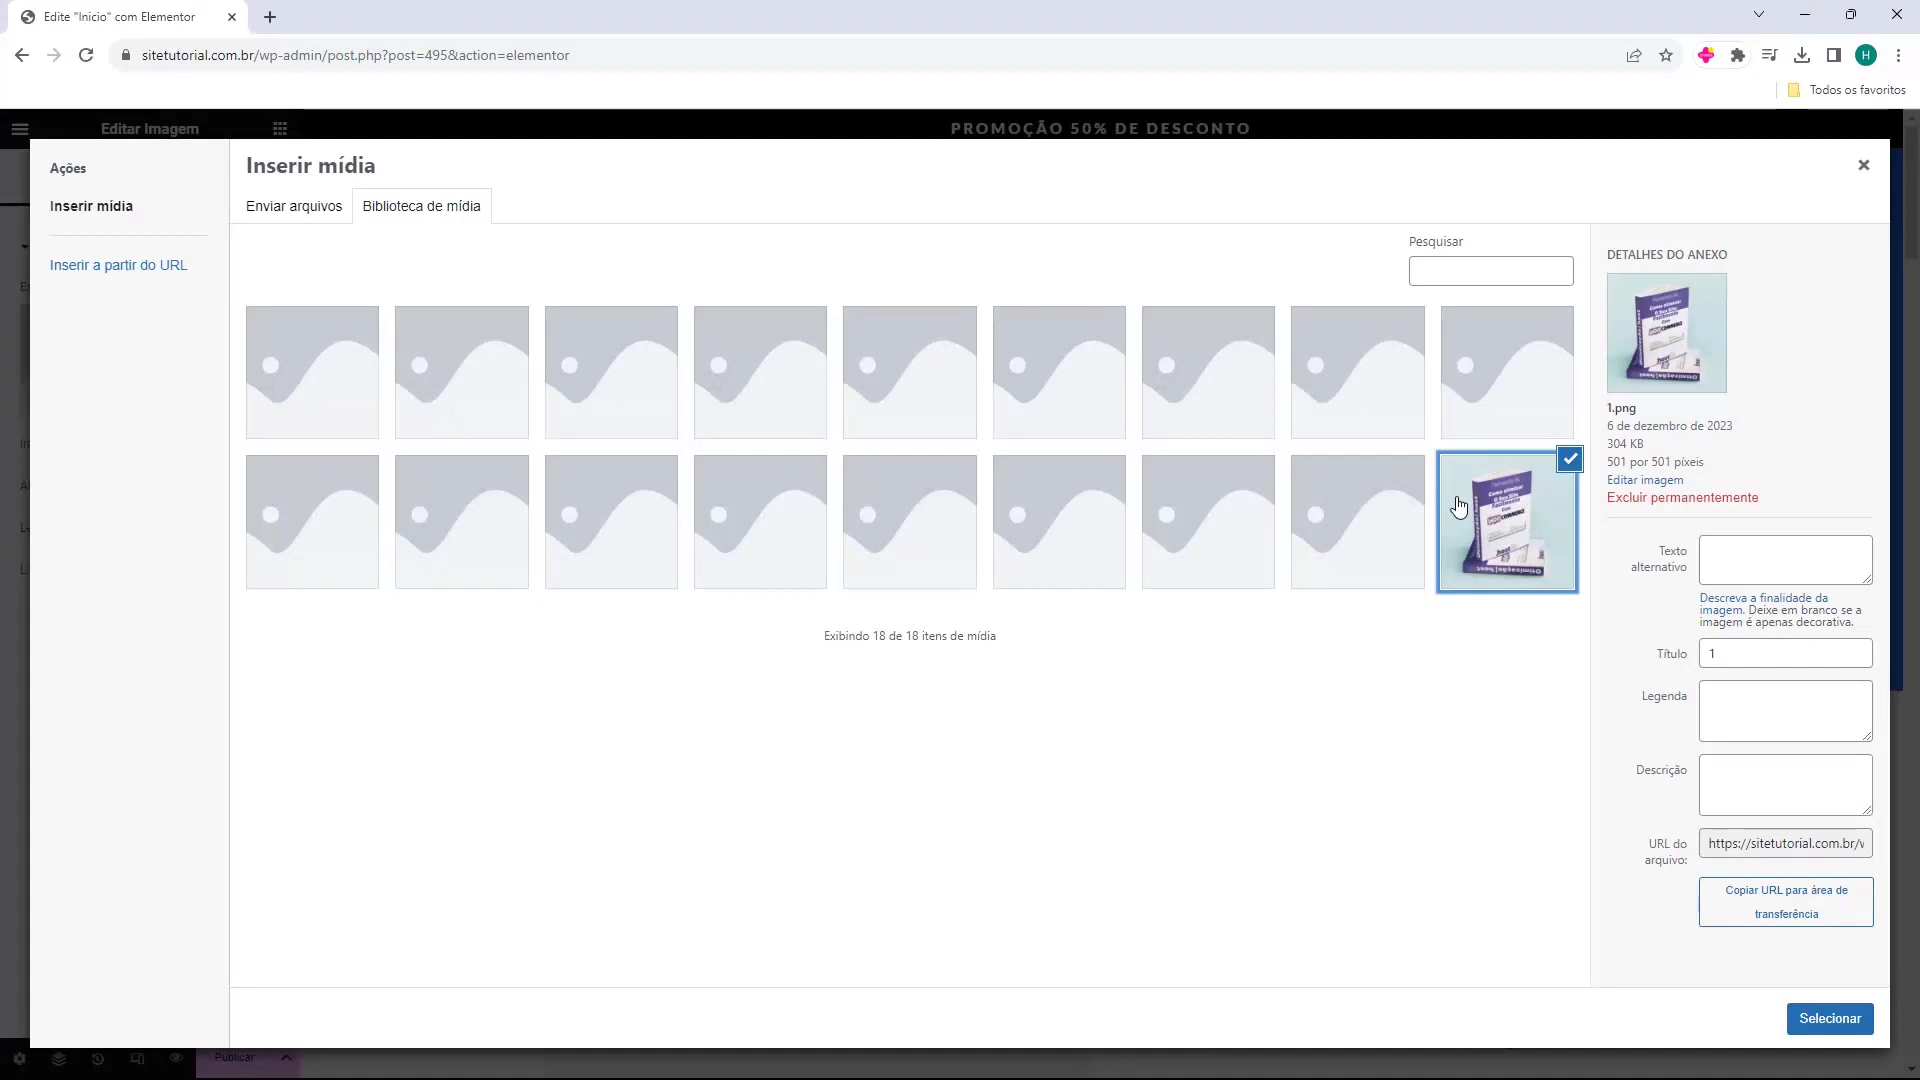 Edite "Inicio" com Elementor
sitetutorial.com.br/wp-admin/post.php?post=495&action=elementor
H
Todos os favoritos
Editar Imagem
PROMOÇÃO 50% DE DESCONTO
Ações
Inserir mídia
Inserir a partir do URL
Inserir mídia
Enviar arquivos
Biblioteca de mídia
Pesquisar
Exibindo 18 de 18 itens de mídia
DETALHES DO ANEXO
1.png
6 de dezembro de 2023
304 KB
501 por 501 píxeis
Editar imagem
Excluir permanentemente
Texto
alternativo
Descreva a finalidade da
imagem. Deixe em branco se a
imagem é apenas decorativa.
Título
1
Legenda
Descrição
URL do
arquivo:
https://sitetutorial.com.br/
Copiar URL para área de
transferência
Selecionar
Publicar